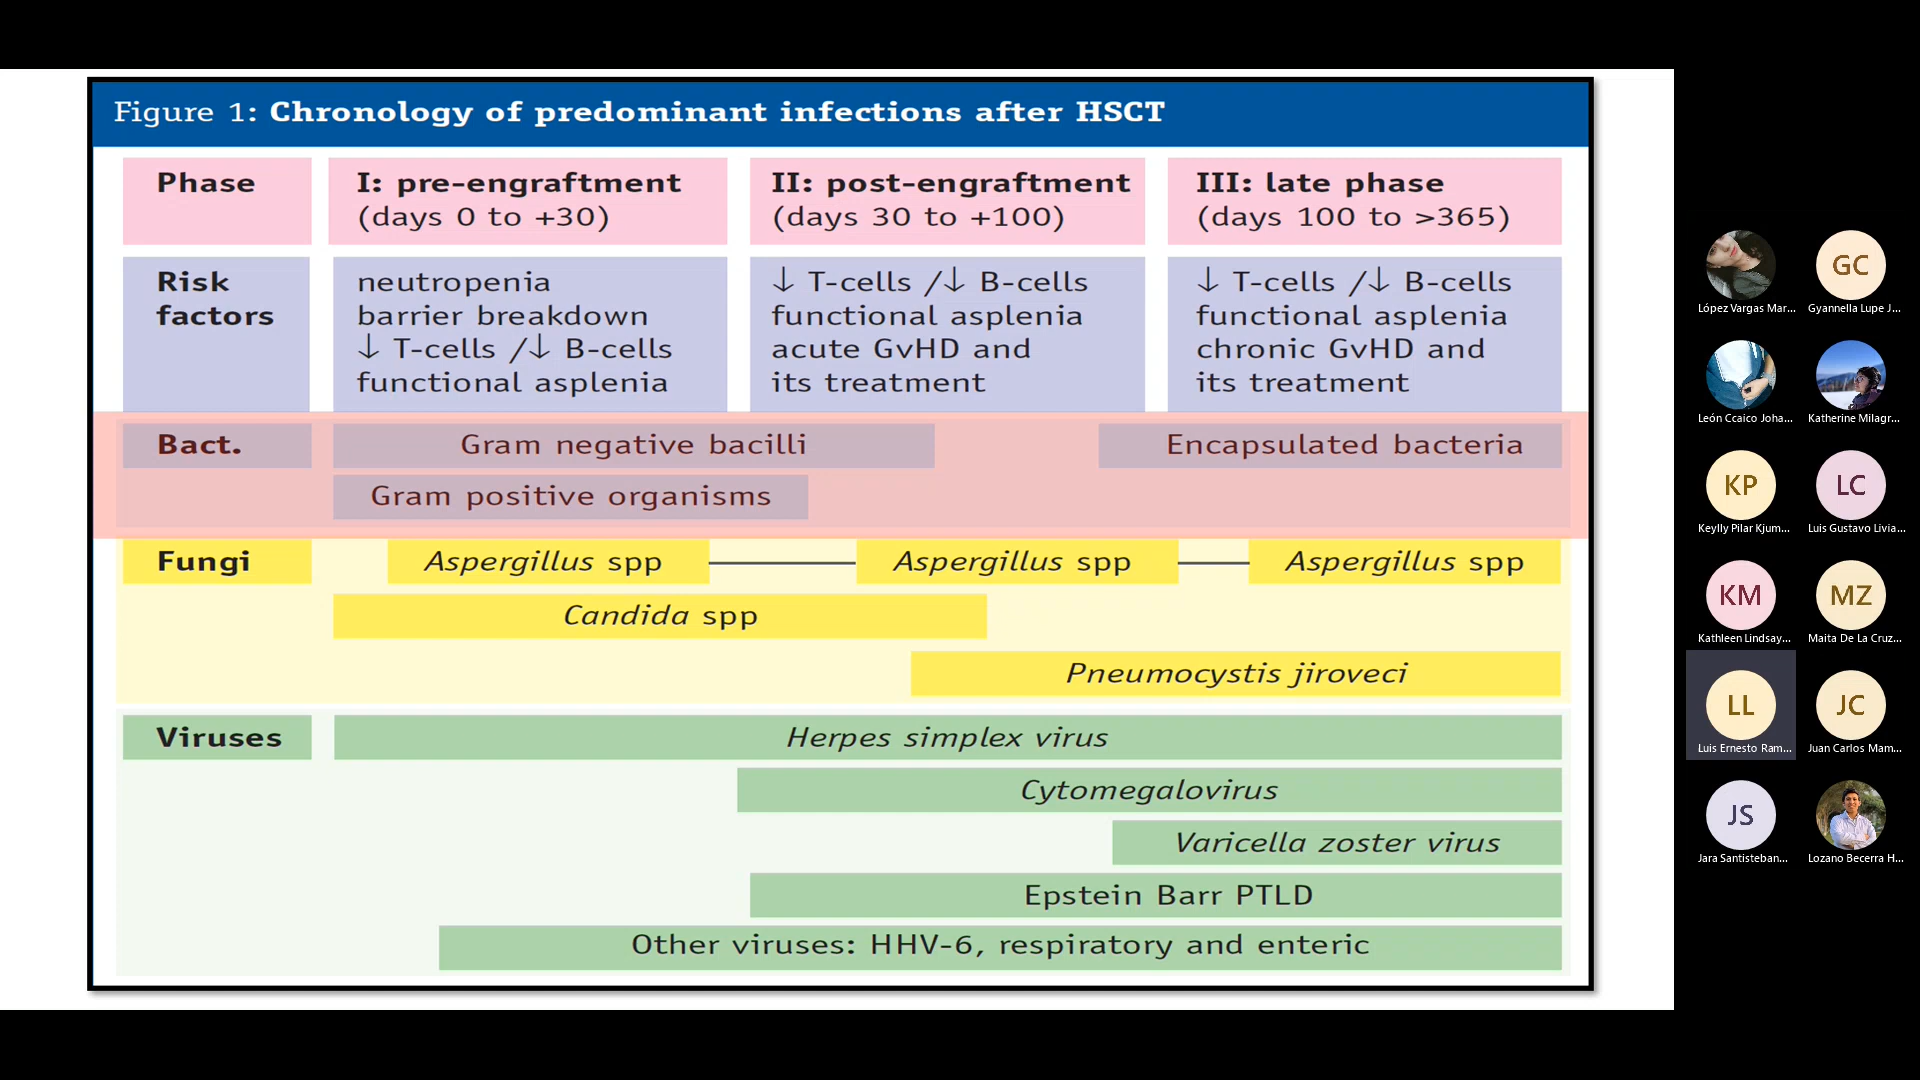 Figure 1: Chronology of predominant infections after HSCT
Phase
I: pre-engraftment
(days 0 to +30)
II: post-engraftment
(days 30 to +100)
III: late phase
(days 100 to >365)
Risk
factors
neutropenia
barrier breakdown
↓ T-cells /↓ B-cells
functional asplenia
↓ T-cells /↓ B-cells
functional asplenia
acute GvHD and
its treatment
↓ T-cells /↓ B-cells
functional asplenia
chronic GvHD and
its treatment
Bact.
Gram negative bacilli
Encapsulated bacteria
Gram positive organisms
Fungi
Aspergillus spp
Aspergillus spp
Aspergillus spp
Candida spp
Pneumocystis jiroveci
Viruses
Herpes simplex virus
Cytomegalovirus
Varicella zoster virus
Epstein Barr PTLD
Other viruses: HHV-6, respiratory and enteric
López Vargas Mar...
GC
Gyannella Lupe J...
León Ccaico Joha...
Katherine Milagr...
KP
Keylly Pilar Kjum...
LC
Luis Gustavo Livia...
KM
Kathleen Lindsay...
MZ
Maita De La Cruz...
LL
Luis Ernesto Ram...
JC
Juan Carlos Mam...
JS
Jara Santisteban...
Lozano Becerra H...